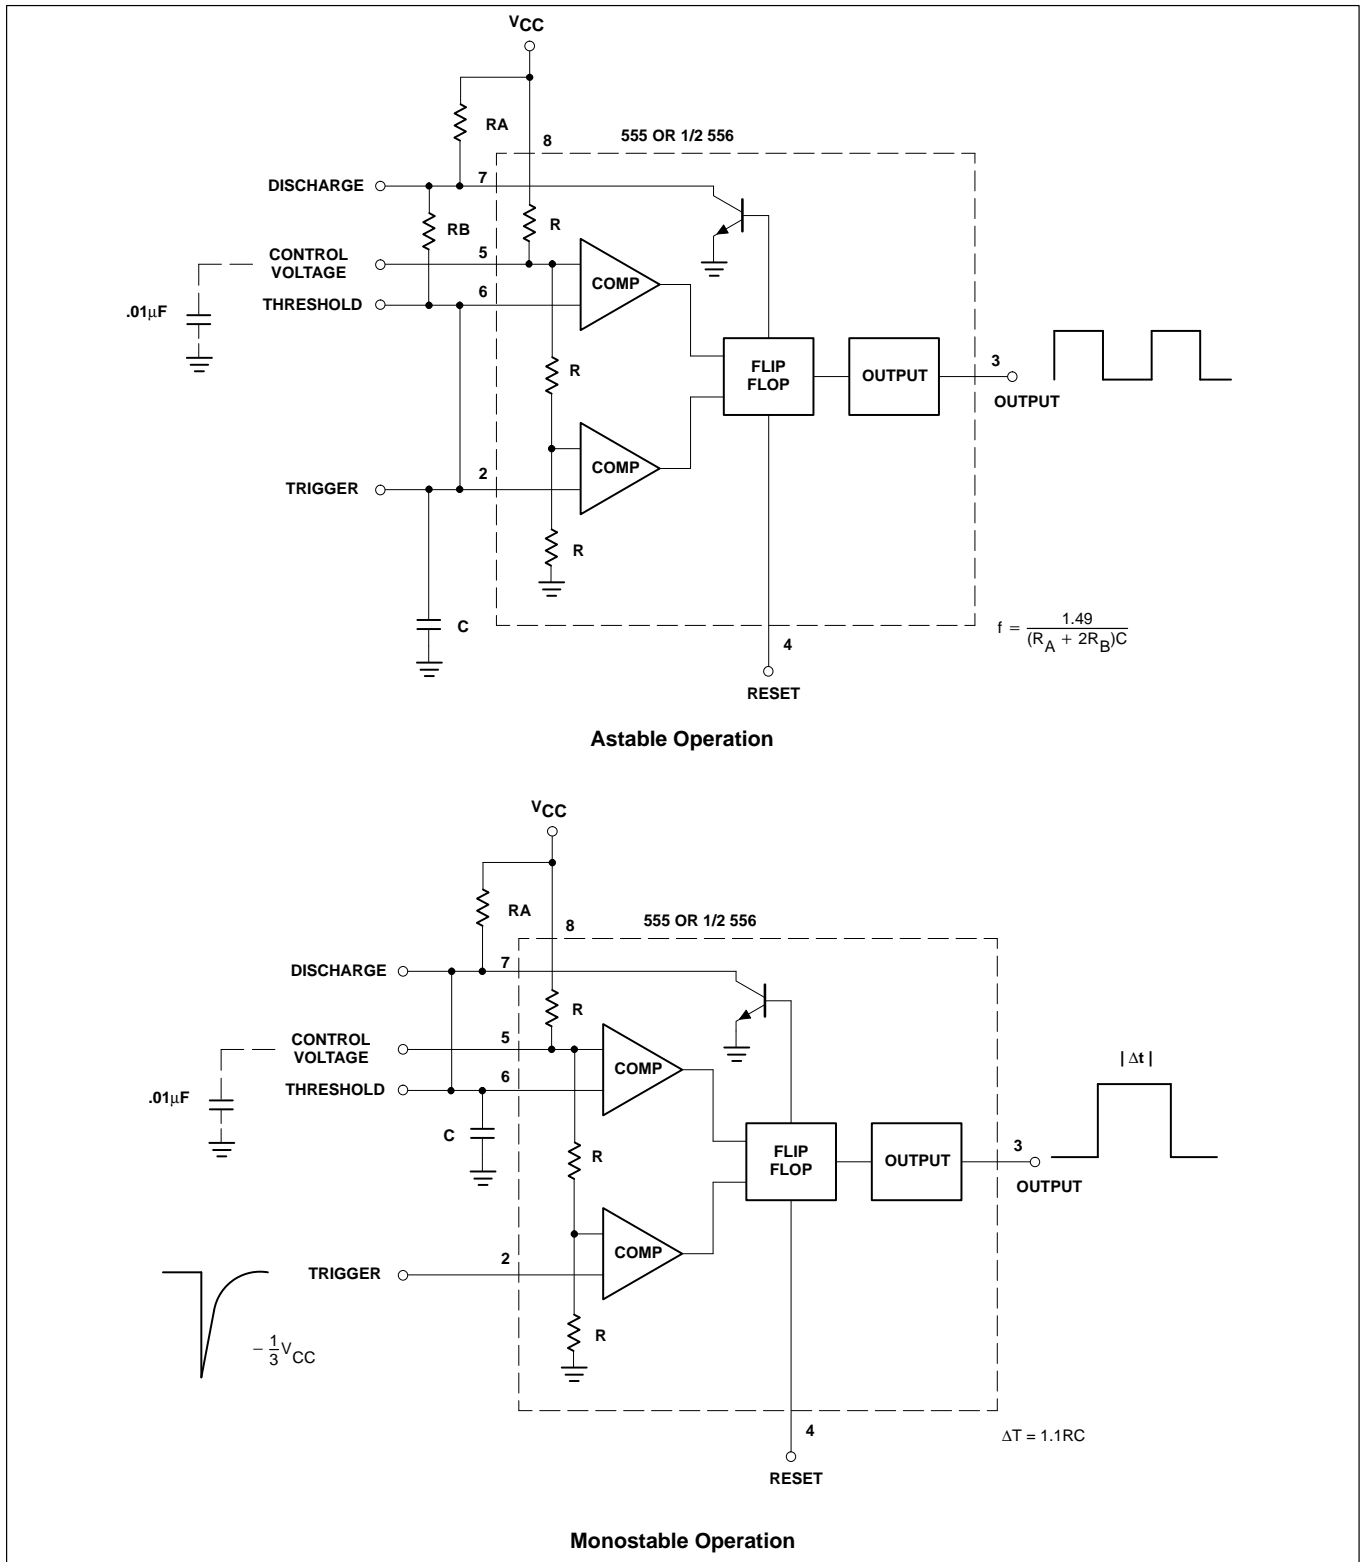 VCC
RA
8
555 OR 1/2 556
DISCHARGE
7
RB
R
CONTROL
VOLTAGE
5
COMP
THRESHOLD
6
.01μF
R
FLIP
FLOP
OUTPUT
3
OUTPUT
COMP
TRIGGER
2
R
C
f = 1.49
(RA + 2RB)C
4
RESET
Astable Operation
VCC
RA
8
555 OR 1/2 556
DISCHARGE
7
R
CONTROL
VOLTAGE
5
COMP
THRESHOLD
6
.01μF
C
R
FLIP
FLOP
OUTPUT
3
OUTPUT
| Δt |
COMP
TRIGGER
2
R
− 1/3 VCC
4
RESET
ΔT = 1.1RC
Monostable Operation